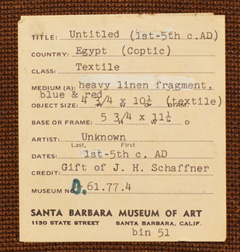 TITLE: Untitled (1st-5th c.AD)
COUNTRY: Egypt (Coptic)
CLASS: Textile
MEDIUM (A): heavy linen fragment,
blue & red
OBJECT SIZE: 4 3/4 x 10½ (textile)
BASE OR FRAME: 5 3/4 x 11½
ARTIST: Unknown
Last, First
DATES: 1st-5th c. AD
CREDIT: Gift of J. H. Schaffner
MUSEUM NO. 61.77.4
SANTA BARBARA MUSEUM OF ART
1130 STATE STREET SANTA BARBARA, CALIF.
bin 51